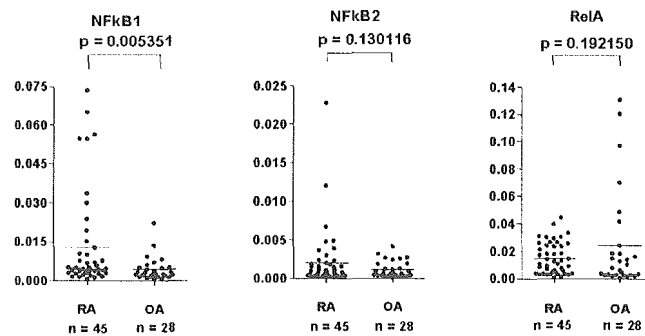 NFkB1
p = 0.005351
0.075
0.060
0.045
0.030
0.015
0.000
RA
OA
n = 45
n = 28
NFkB2
p = 0.130116
0.025
0.020
0.015
0.010
0.005
0.000
RA
OA
n = 45
n = 28
RelA
p = 0.192150
0.14
0.12
0.10
0.08
0.06
0.04
0.02
0.00
RA
OA
n = 45
n = 28